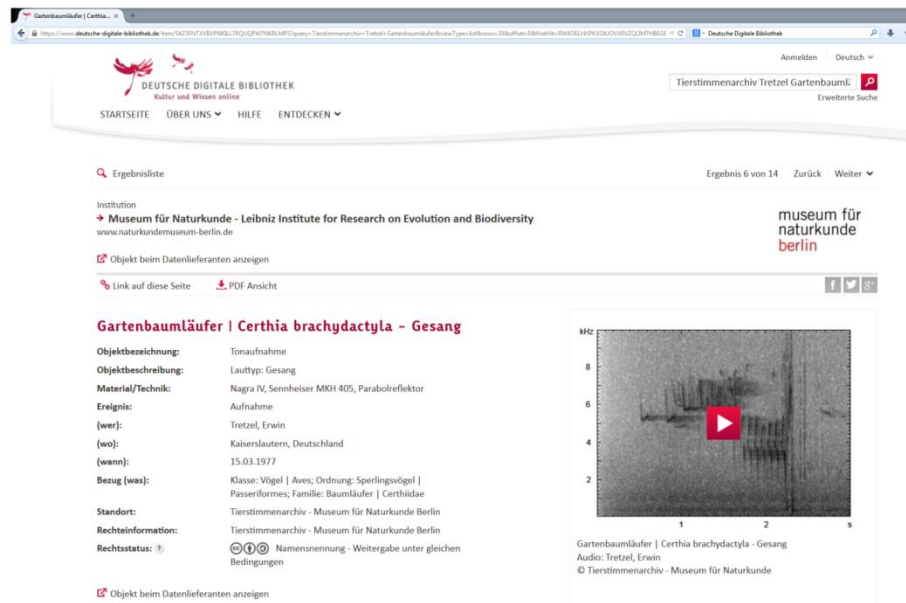 Gartenbaumläufer | Certhia... ×
Deutsche Digitale Bibliothek
DEUTSCHE DIGITALE BIBLIOTHEK
Kultur und Wissen online
Anmelden Deutsch
Tierstimmenarchiv Tretzel Gartenbauml
Erweiterte Suche
STARTSEITE ÜBER UNS HILFE ENTDECKEN
Ergebnisliste
Ergebnis 6 von 14 Zurück Weiter
Institution
Museum für Naturkunde - Leibniz Institute for Research on Evolution and Biodiversity
www.naturkundemuseum-berlin.de
museum für
naturkunde
berlin
Objekt beim Datenlieferanten anzeigen
Link auf diese Seite PDF Ansicht
Gartenbaumläufer | Certhia brachydactyla - Gesang
Objektbezeichnung: Tonaufnahme
Objektbeschreibung: Lauttyp: Gesang
Material/Technik: Nagra IV, Sennheiser MKH 405, Parabolreflektor
Ereignis: Aufnahme
(wer): Tretzel, Erwin
(wo): Kaiserslautern, Deutschland
(wann): 15.03.1977
Bezug (was): Klasse: Vögel | Aves; Ordnung: Sperlingsvögel |
Passeriformes; Familie: Baumläufer | Certhiidae
Standort: Tierstimmenarchiv - Museum für Naturkunde Berlin
Rechteinformation: Tierstimmenarchiv - Museum für Naturkunde Berlin
Rechtsstatus: ? Namensnennung - Weitergabe unter gleichen
Bedingungen
Objekt beim Datenlieferanten anzeigen
kHz
8
6
4
2
1 2 s
Gartenbaumläufer | Certhia brachydactyla - Gesang
Audio: Tretzel, Erwin
© Tierstimmenarchiv - Museum für Naturkunde